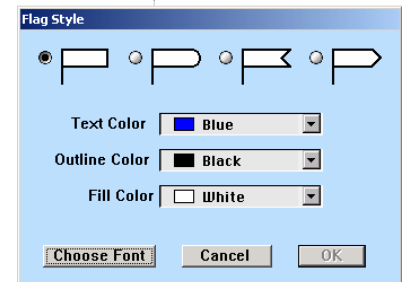 Flag Style
Text Color Blue
Outline Color Black
Fill Color White
Choose Font Cancel OK